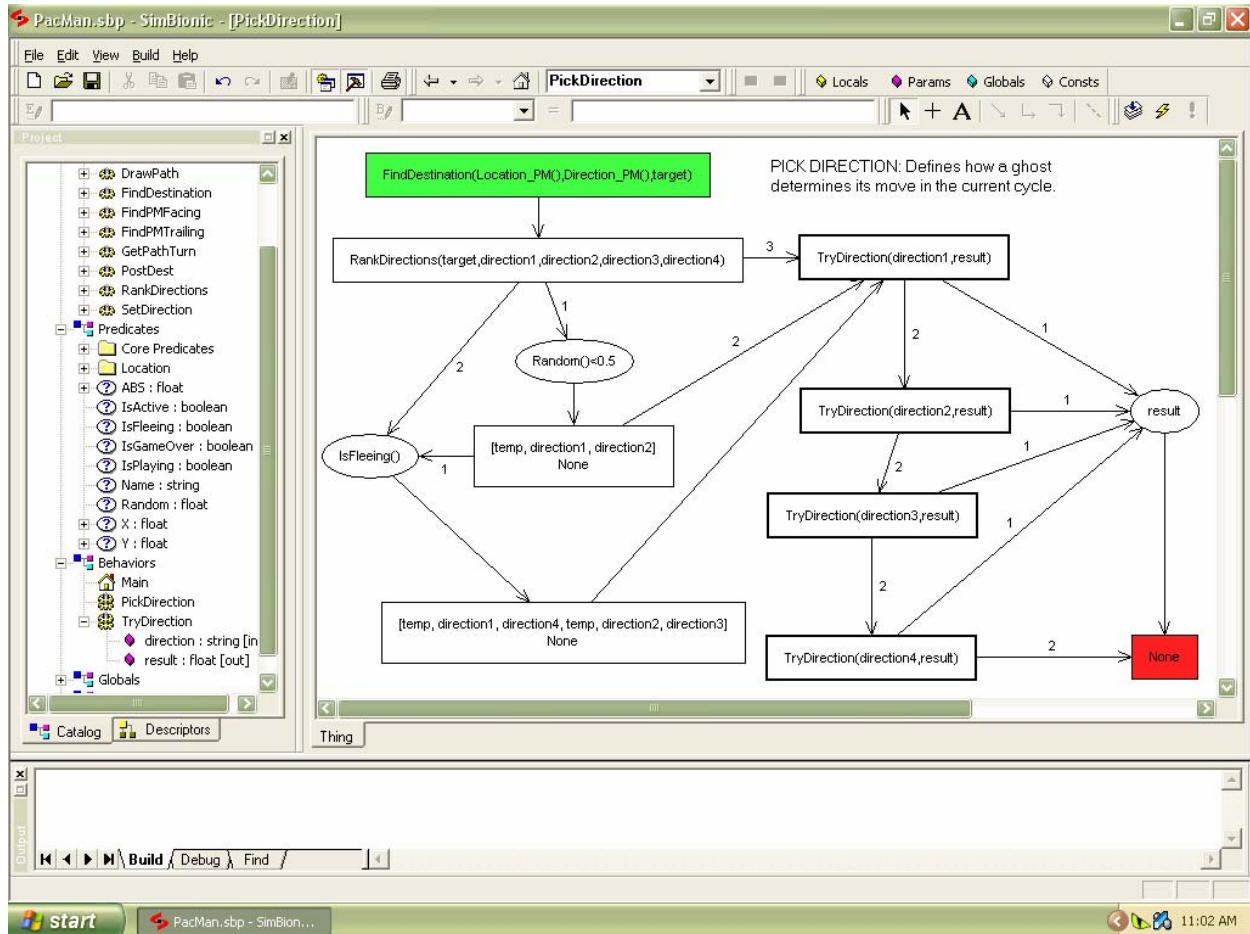 PacMan.sbp - SimBionic - [PickDirection]
File Edit View Build Help
PickDirection
Locals Params Globals Consts
=
Project
DrawPath
FindDestination
FindPMFacing
FindPMTrailing
GetPathTurn
PostDest
RankDirections
SetDirection
Predicates
Core Predicates
Location
ABS : float
IsActive : boolean
IsFleeing : boolean
IsGameOver : boolean
IsPlaying : boolean
Name : string
Random : float
X : float
Y : float
Behaviors
Main
PickDirection
TryDirection
direction : string [in
result : float [out]
Globals
Catalog Descriptors
FindDestination(Location_PM(),Direction_PM(),target)
PICK DIRECTION: Defines how a ghost
determines its move in the current cycle.
RankDirections(target,direction1,direction2,direction3,direction4)
3
TryDirection(direction1,result)
1
2
Random()<0.5
2
2
1
TryDirection(direction2,result)
1
result
[temp, direction1, direction2]
None
IsFleeing()
1
2
1
TryDirection(direction3,result)
1
2
[temp, direction1, direction4, temp, direction2, direction3]
None
TryDirection(direction4,result)
2
None
Thing
Output
Build Debug Find
start
PacMan.sbp - SimBion...
11:02 AM